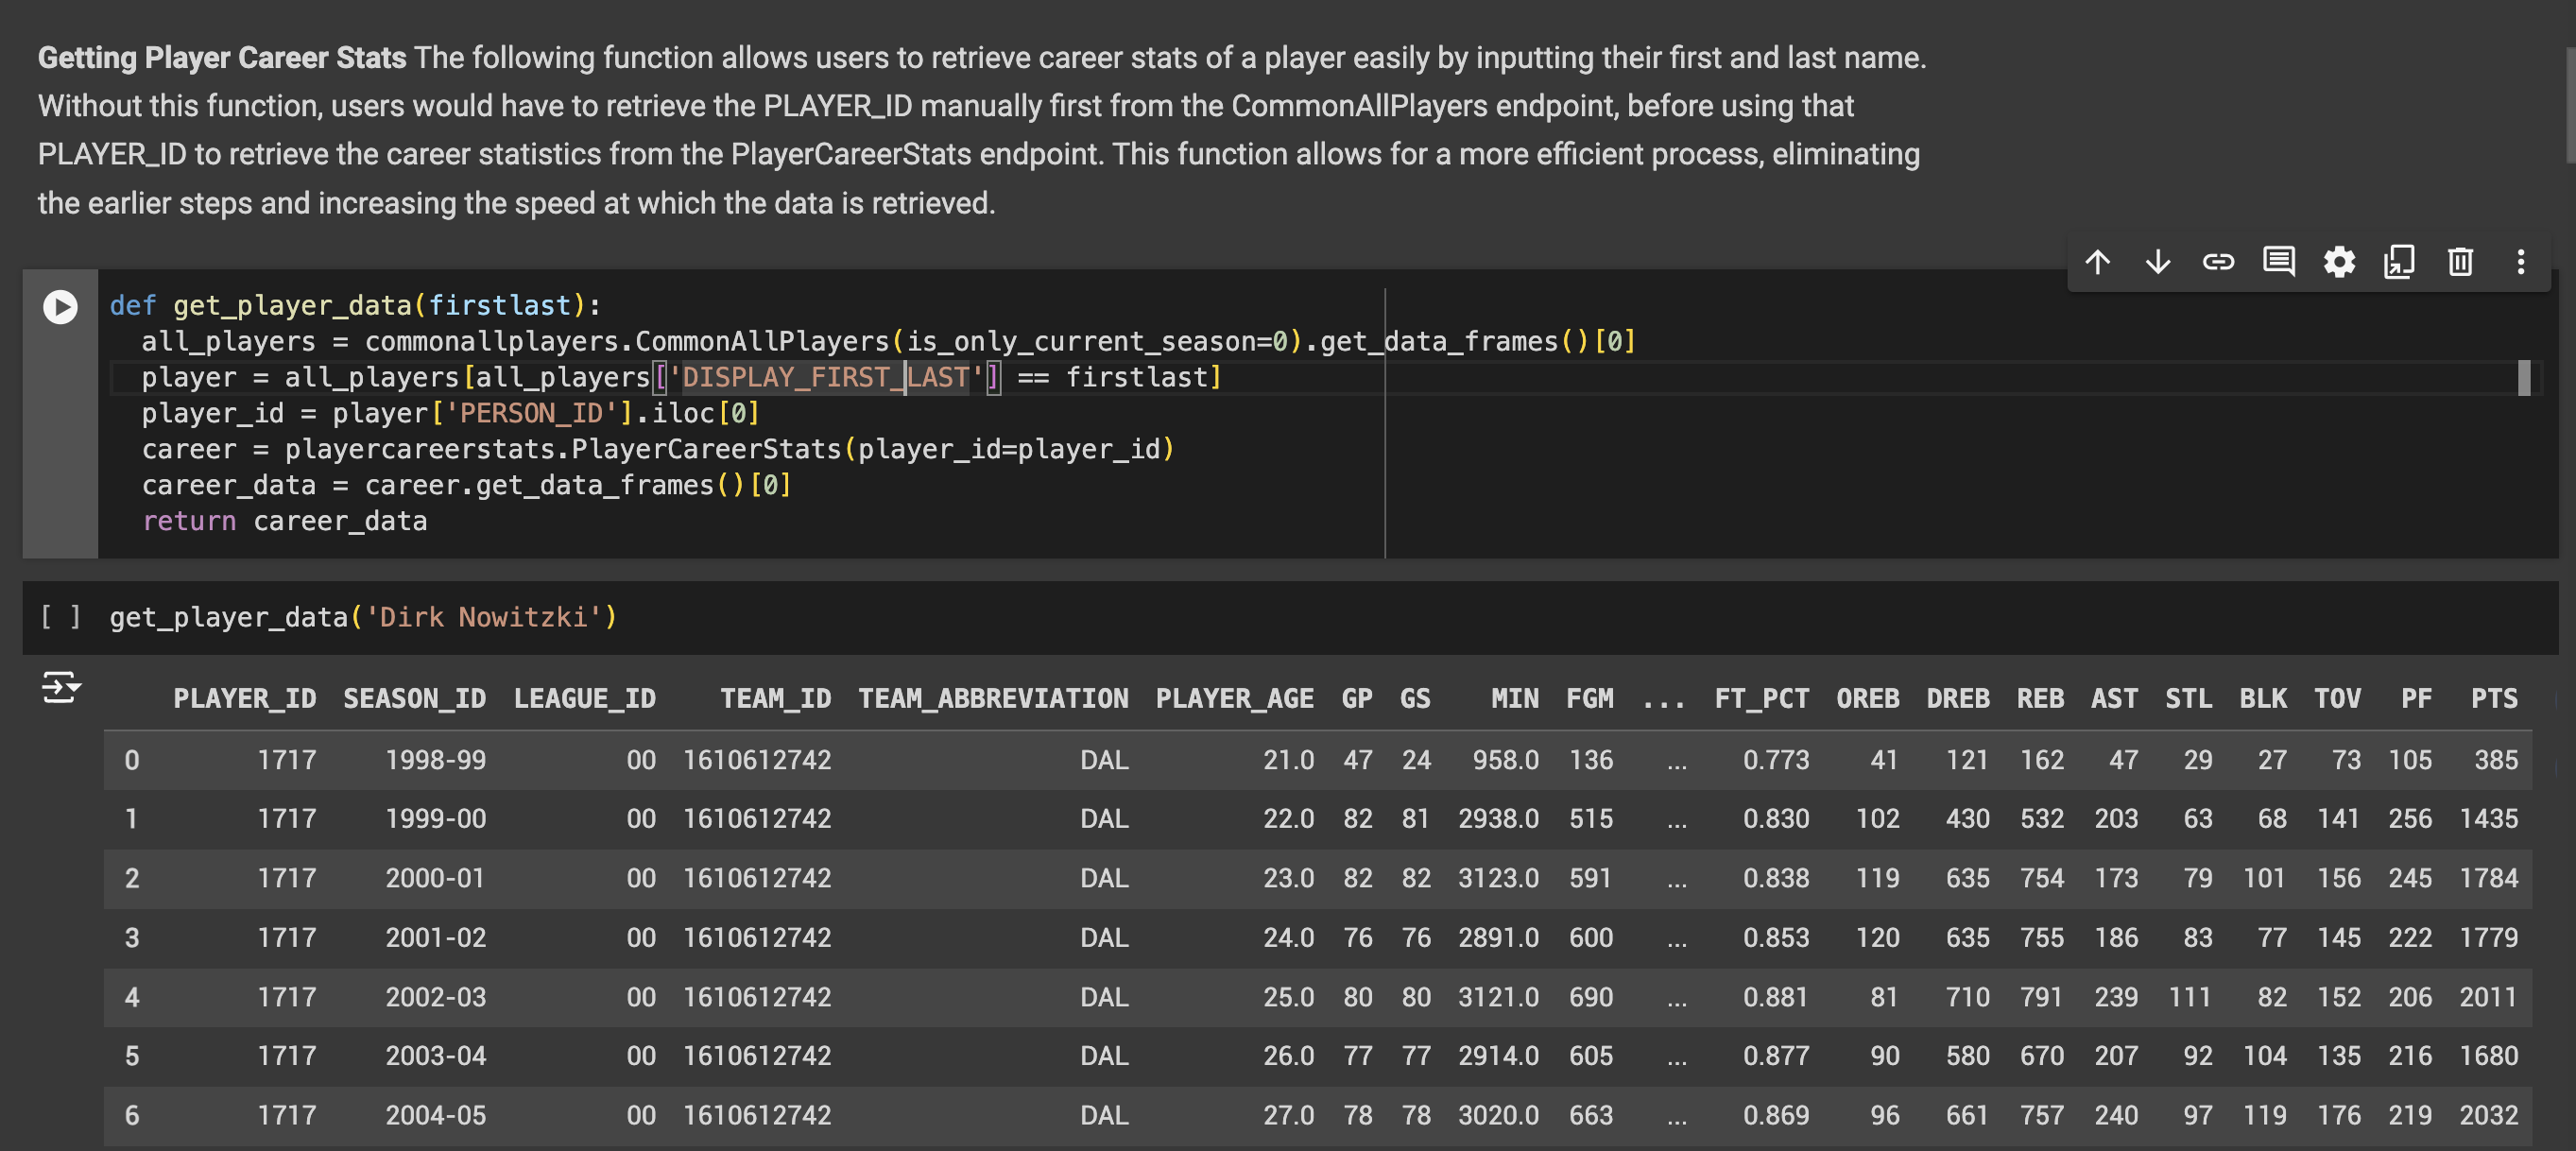 Getting Player Career Stats The following function allows users to retrieve career stats of a player easily by inputting their first and last name.
Without this function, users would have to retrieve the PLAYER_ID manually first from the CommonAllPlayers endpoint, before using that
PLAYER_ID to retrieve the career statistics from the PlayerCareerStats endpoint. This function allows for a more efficient process, eliminating
the earlier steps and increasing the speed at which the data is retrieved.
def get_player_data(firstlast):
  all_players = commonallplayers.CommonAllPlayers(is_only_current_season=0).get_data_frames()[0]
  player = all_players[all_players['DISPLAY_FIRST_LAST'] == firstlast]
  player_id = player['PERSON_ID'].iloc[0]
  career = playercareerstats.PlayerCareerStats(player_id=player_id)
  career_data = career.get_data_frames()[0]
  return career_data
[ ] get_player_data('Dirk Nowitzki')
PLAYER_ID SEASON_ID LEAGUE_ID TEAM_ID TEAM_ABBREVIATION PLAYER_AGE GP GS MIN FGM ... FT_PCT OREB DREB REB AST STL BLK TOV PF PTS
0 1717 1998-99 00 1610612742 DAL 21.0 47 24 958.0 136 ... 0.773 41 121 162 47 29 27 73 105 385
1 1717 1999-00 00 1610612742 DAL 22.0 82 81 2938.0 515 ... 0.830 102 430 532 203 63 68 141 256 1435
2 1717 2000-01 00 1610612742 DAL 23.0 82 82 3123.0 591 ... 0.838 119 635 754 173 79 101 156 245 1784
3 1717 2001-02 00 1610612742 DAL 24.0 76 76 2891.0 600 ... 0.853 120 635 755 186 83 77 145 222 1779
4 1717 2002-03 00 1610612742 DAL 25.0 80 80 3121.0 690 ... 0.881 81 710 791 239 111 82 152 206 2011
5 1717 2003-04 00 1610612742 DAL 26.0 77 77 2914.0 605 ... 0.877 90 580 670 207 92 104 135 216 1680
6 1717 2004-05 00 1610612742 DAL 27.0 78 78 3020.0 663 ... 0.869 96 661 757 240 97 119 176 219 2032